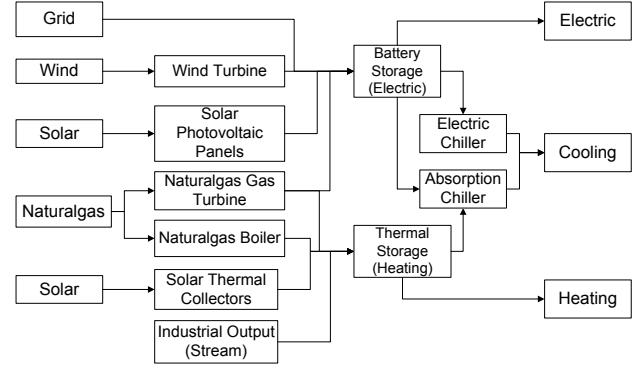 Grid
Electric
Battery
Storage
(Electric)
Wind
Wind Turbine
Solar
Solar
Photovoltaic
Panels
Electric
Chiller
Cooling
Naturalgas
Naturalgas Gas
Turbine
Absorption
Chiller
Naturalgas Boiler
Thermal
Storage
(Heating)
Solar
Solar Thermal
Collectors
Heating
Industrial Output
(Stream)